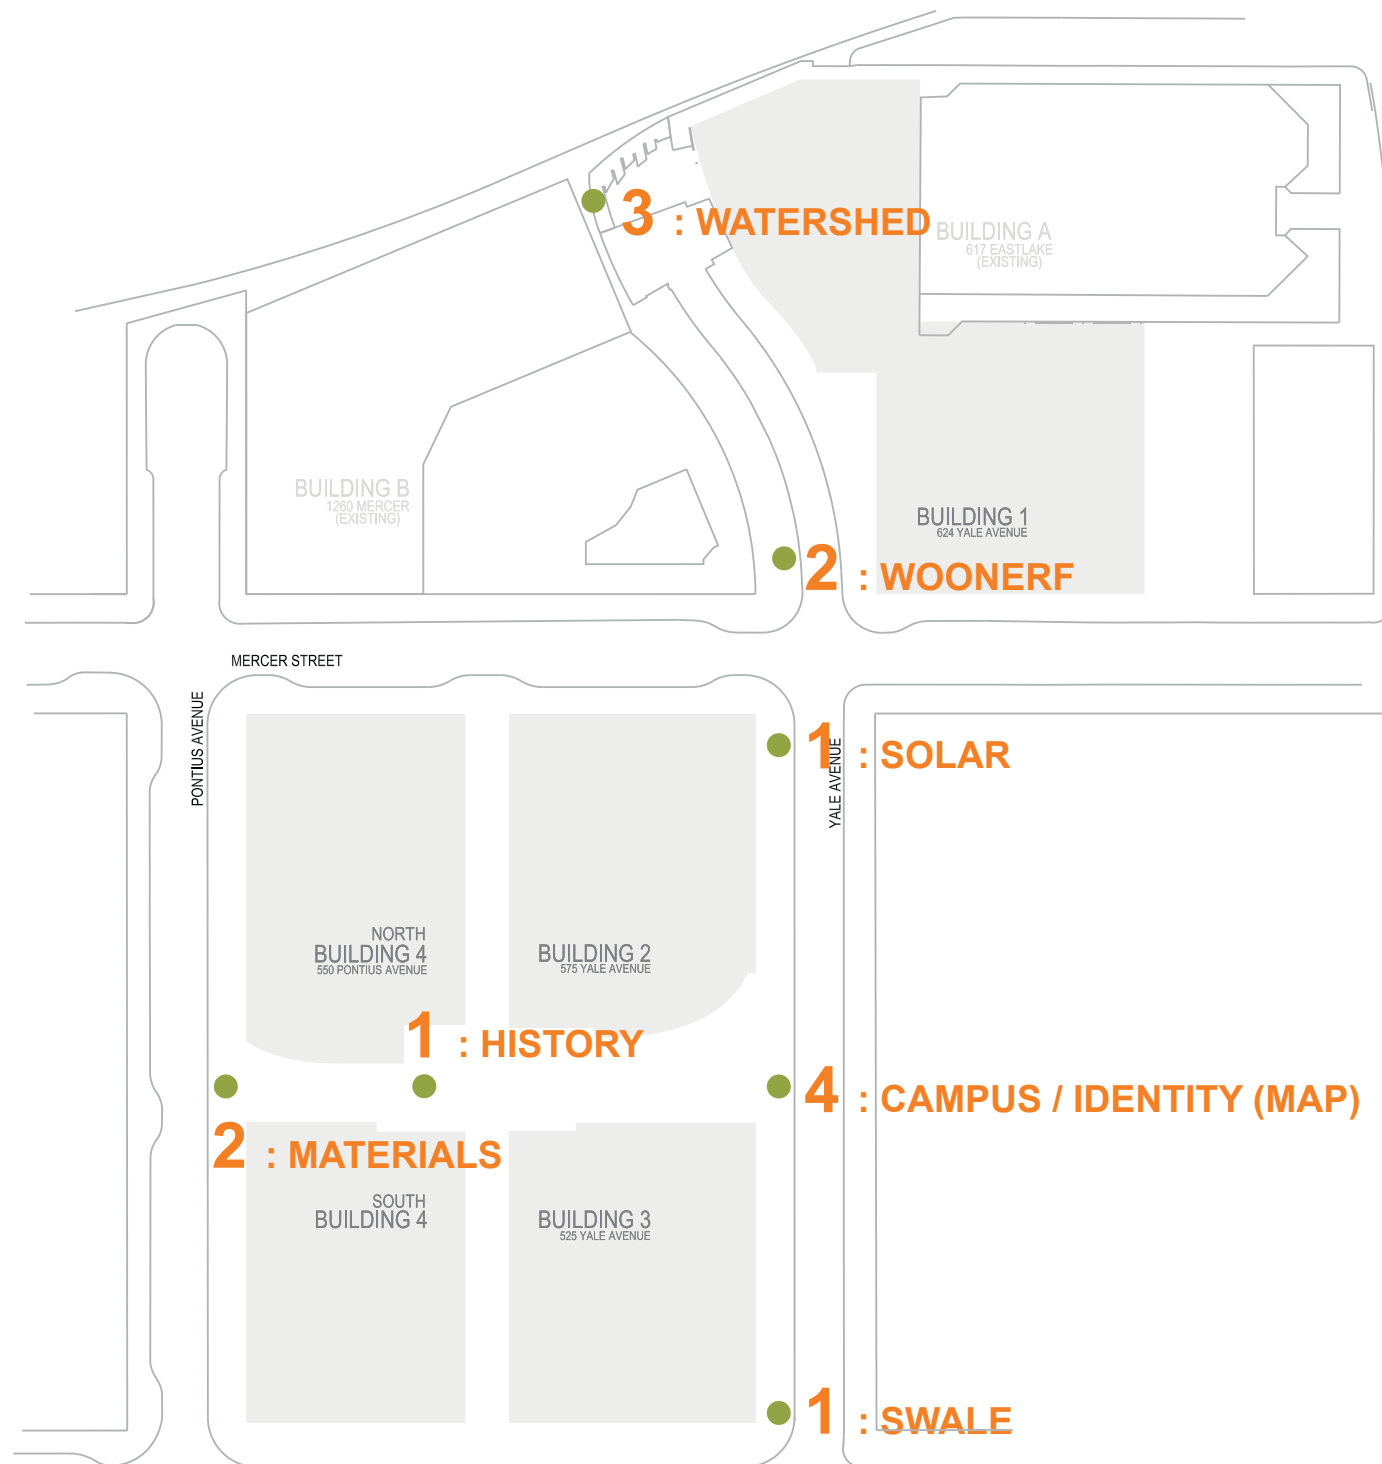 3 : WATERSHED
BUILDING A
617 EASTLAKE
(EXISTING)
BUILDING B
1260 MERCER
(EXISTING)
BUILDING 1
624 YALE AVENUE
2 : WOONERF
MERCER STREET
PONTIUS AVENUE
1 : SOLAR
YALE AVENUE
NORTH
BUILDING 4
550 PONTIUS AVENUE
BUILDING 2
575 YALE AVENUE
1 : HISTORY
4 : CAMPUS / IDENTITY (MAP)
2 : MATERIALS
SOUTH
BUILDING 4
BUILDING 3
525 YALE AVENUE
1 : SWALE